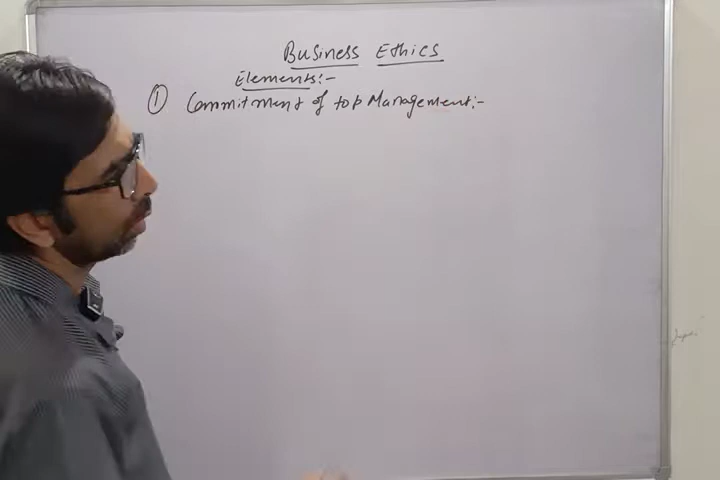 Business Ethics
Elements:-
① Commitment of top Management:-